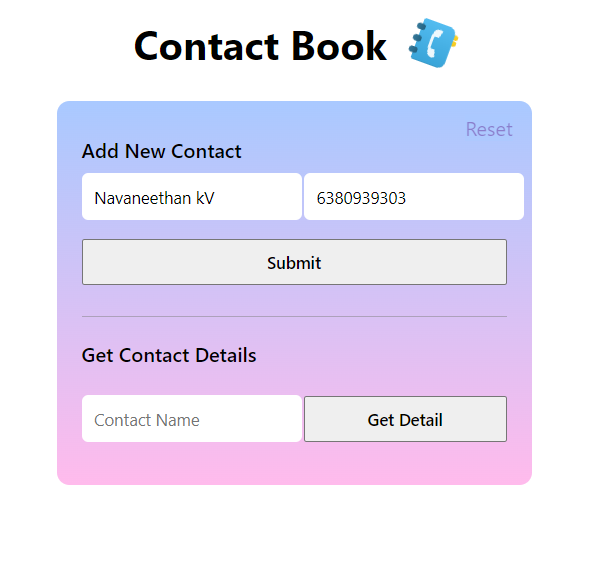 Contact Book
Reset
Add New Contact
Navaneethan kV 6380939303
Submit
Get Contact Details
Contact Name Get Detail